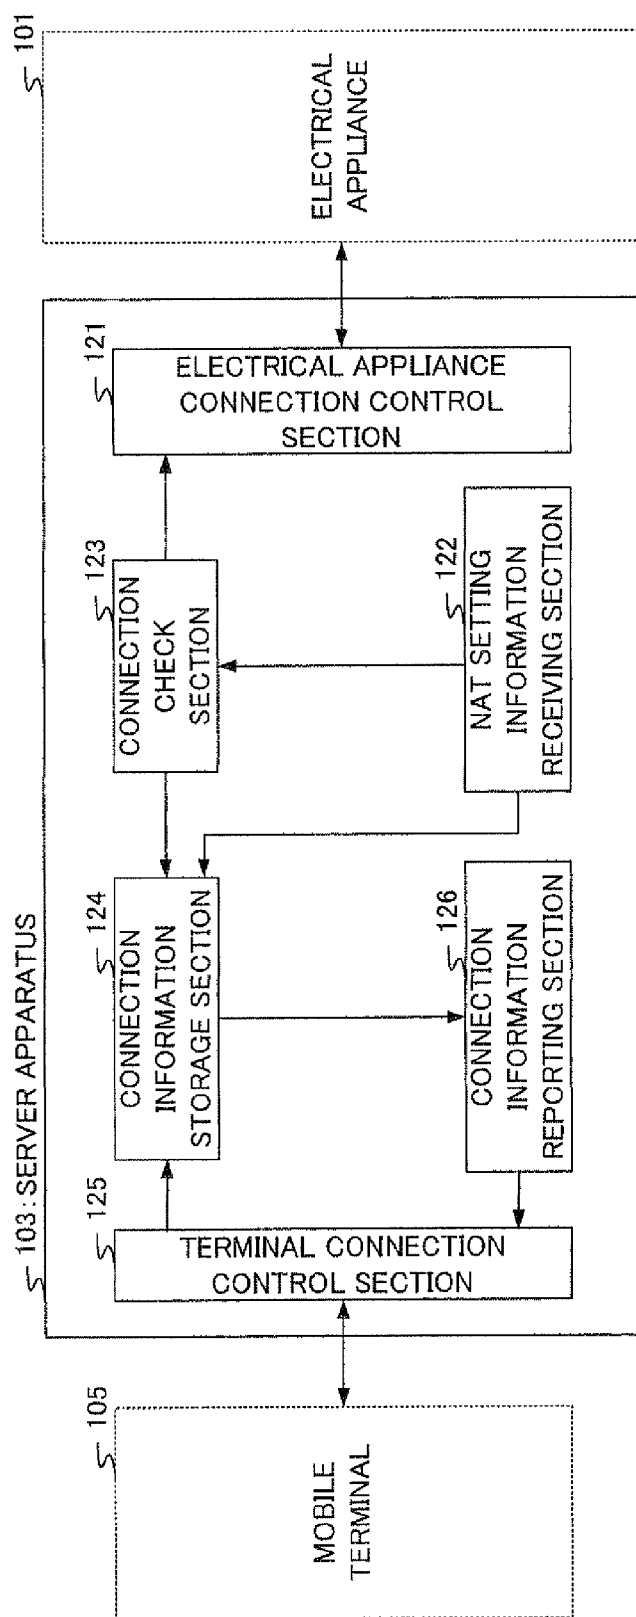 103:SERVER APPARATUS
105
MOBILE
TERMINAL
125
TERMINAL CONNECTION
CONTROL SECTION
124
CONNECTION
INFORMATION
STORAGE SECTION
126
CONNECTION
INFORMATION
REPORTING SECTION
123
CONNECTION
CHECK
SECTION
122
NAT SETTING
INFORMATION
RECEIVING SECTION
121
ELECTRICAL APPLIANCE
CONNECTION CONTROL
SECTION
101
ELECTRICAL
APPLIANCE